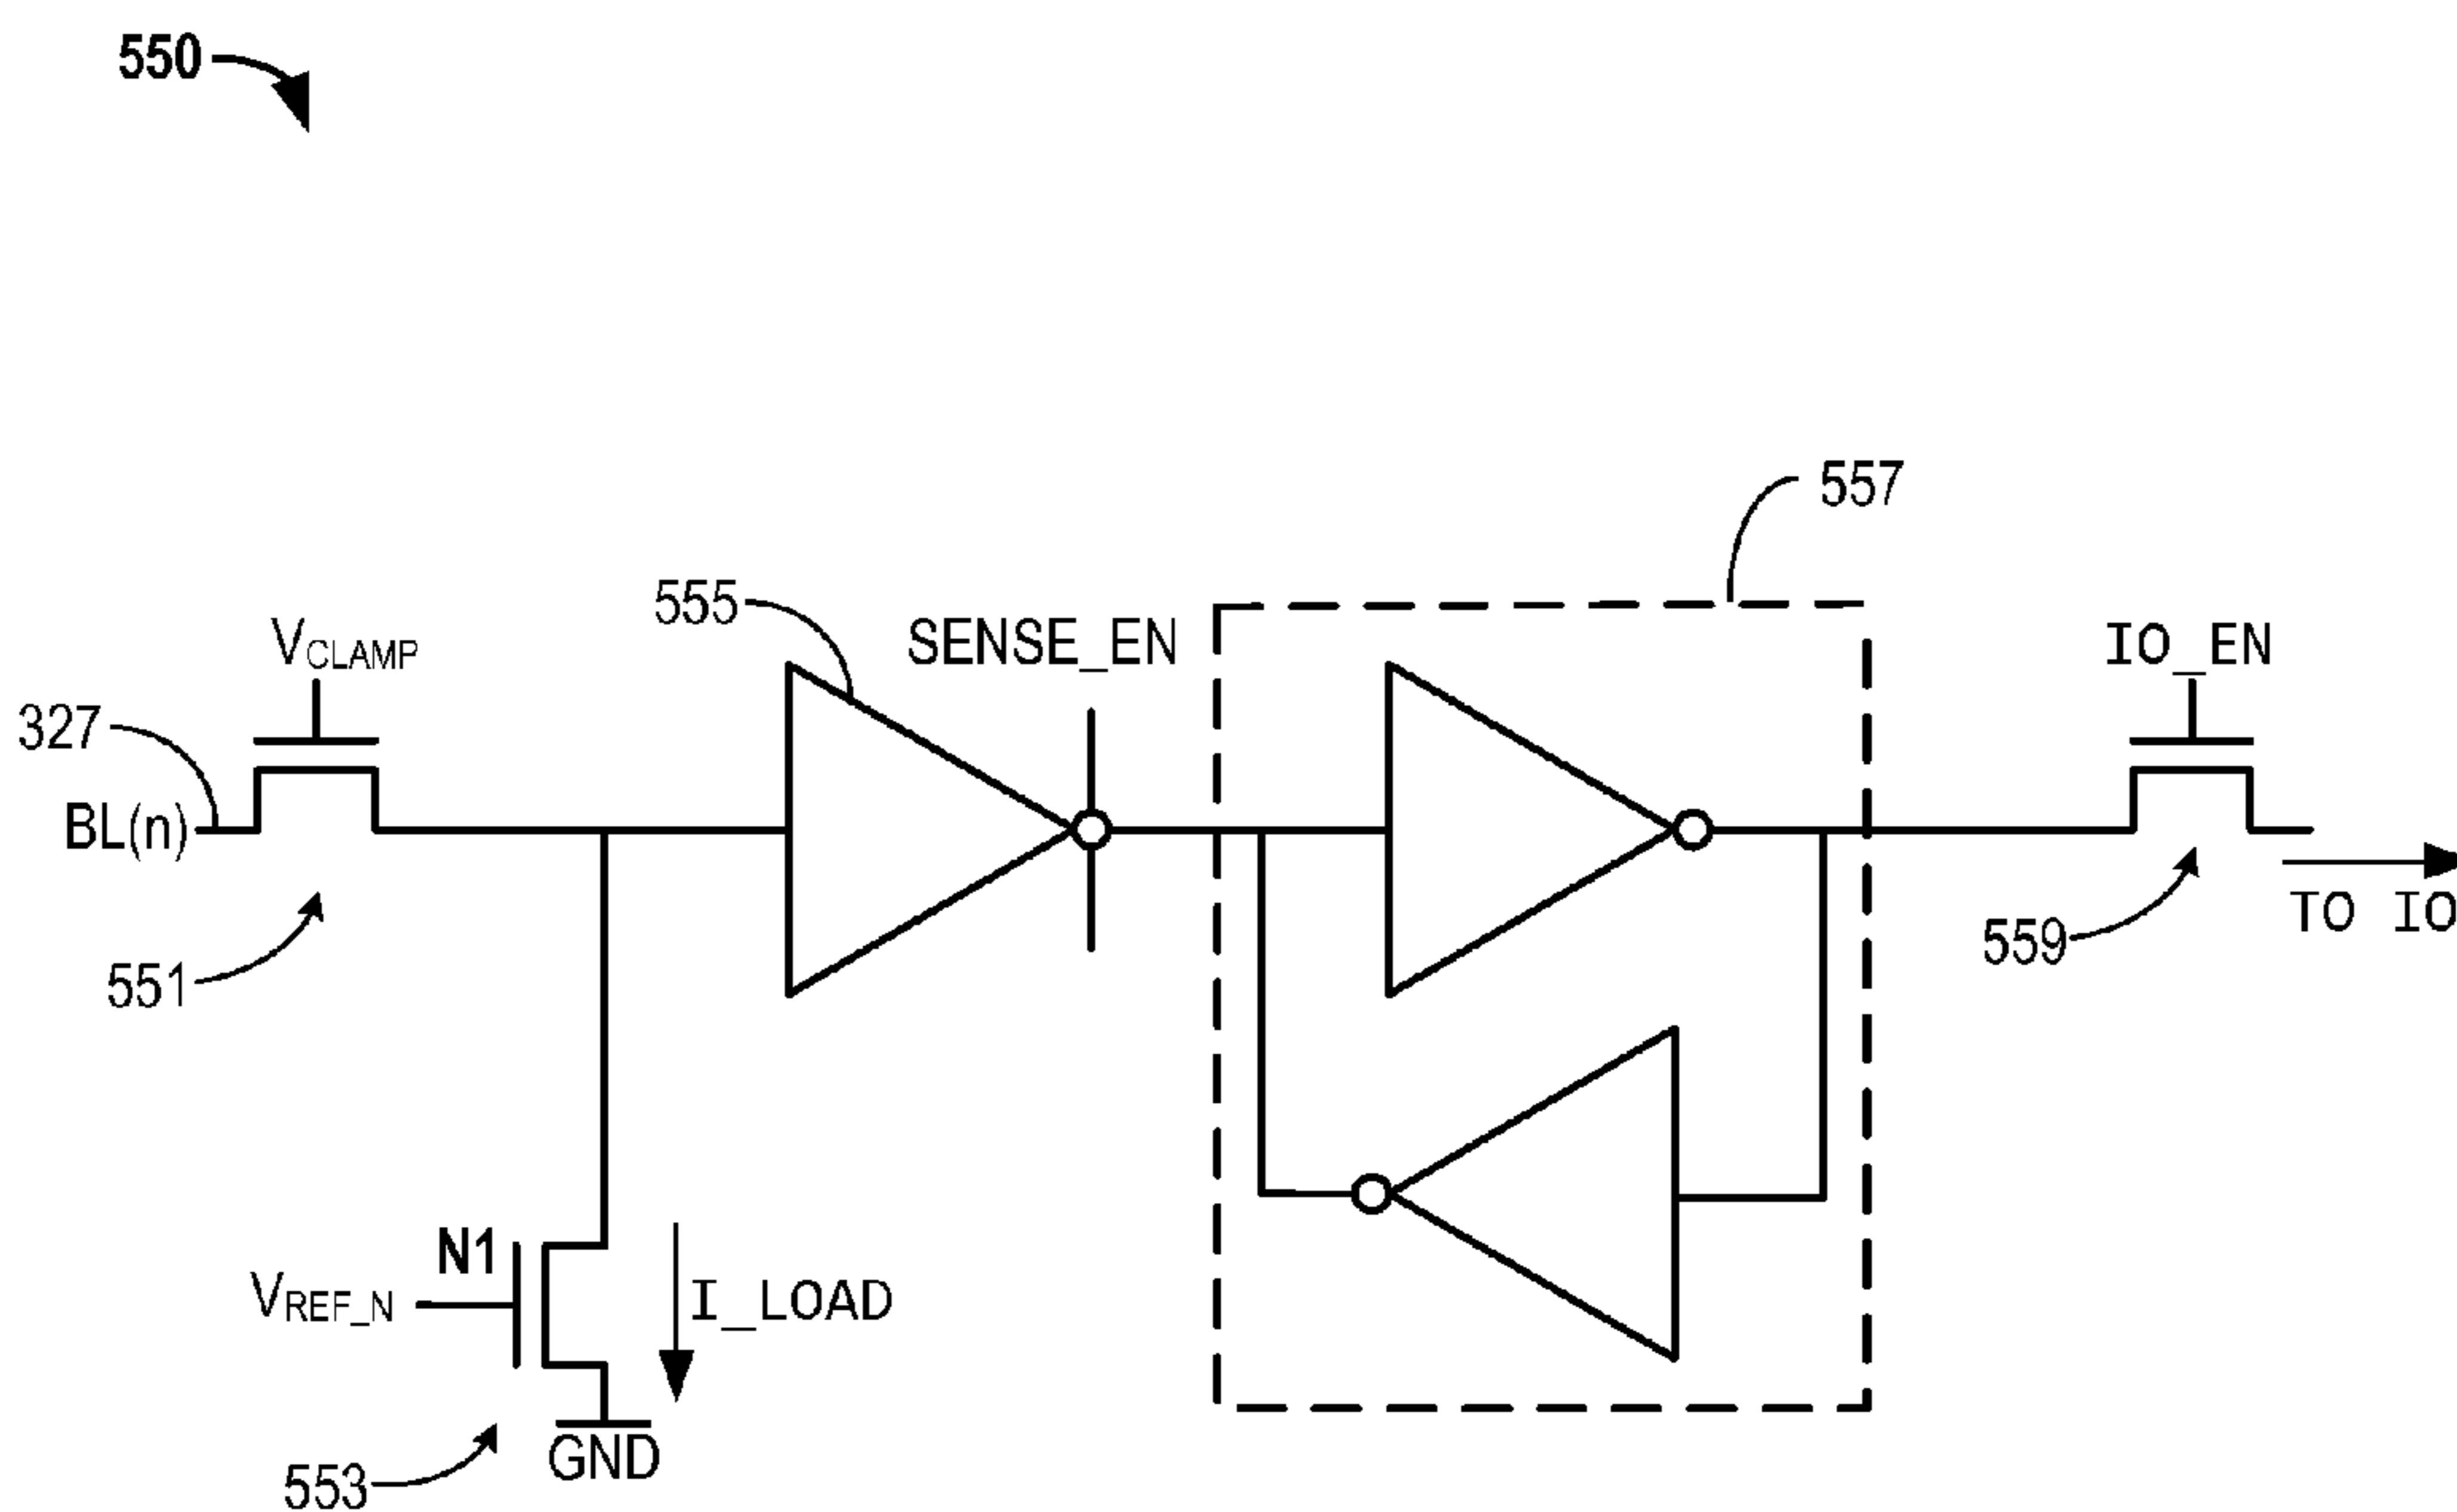 550
557
555
SENSE_EN
IO_EN
VCLAMP
327
BL(n)
551
559
TO IO
N1
VREF_N
I_LOAD
GND
553